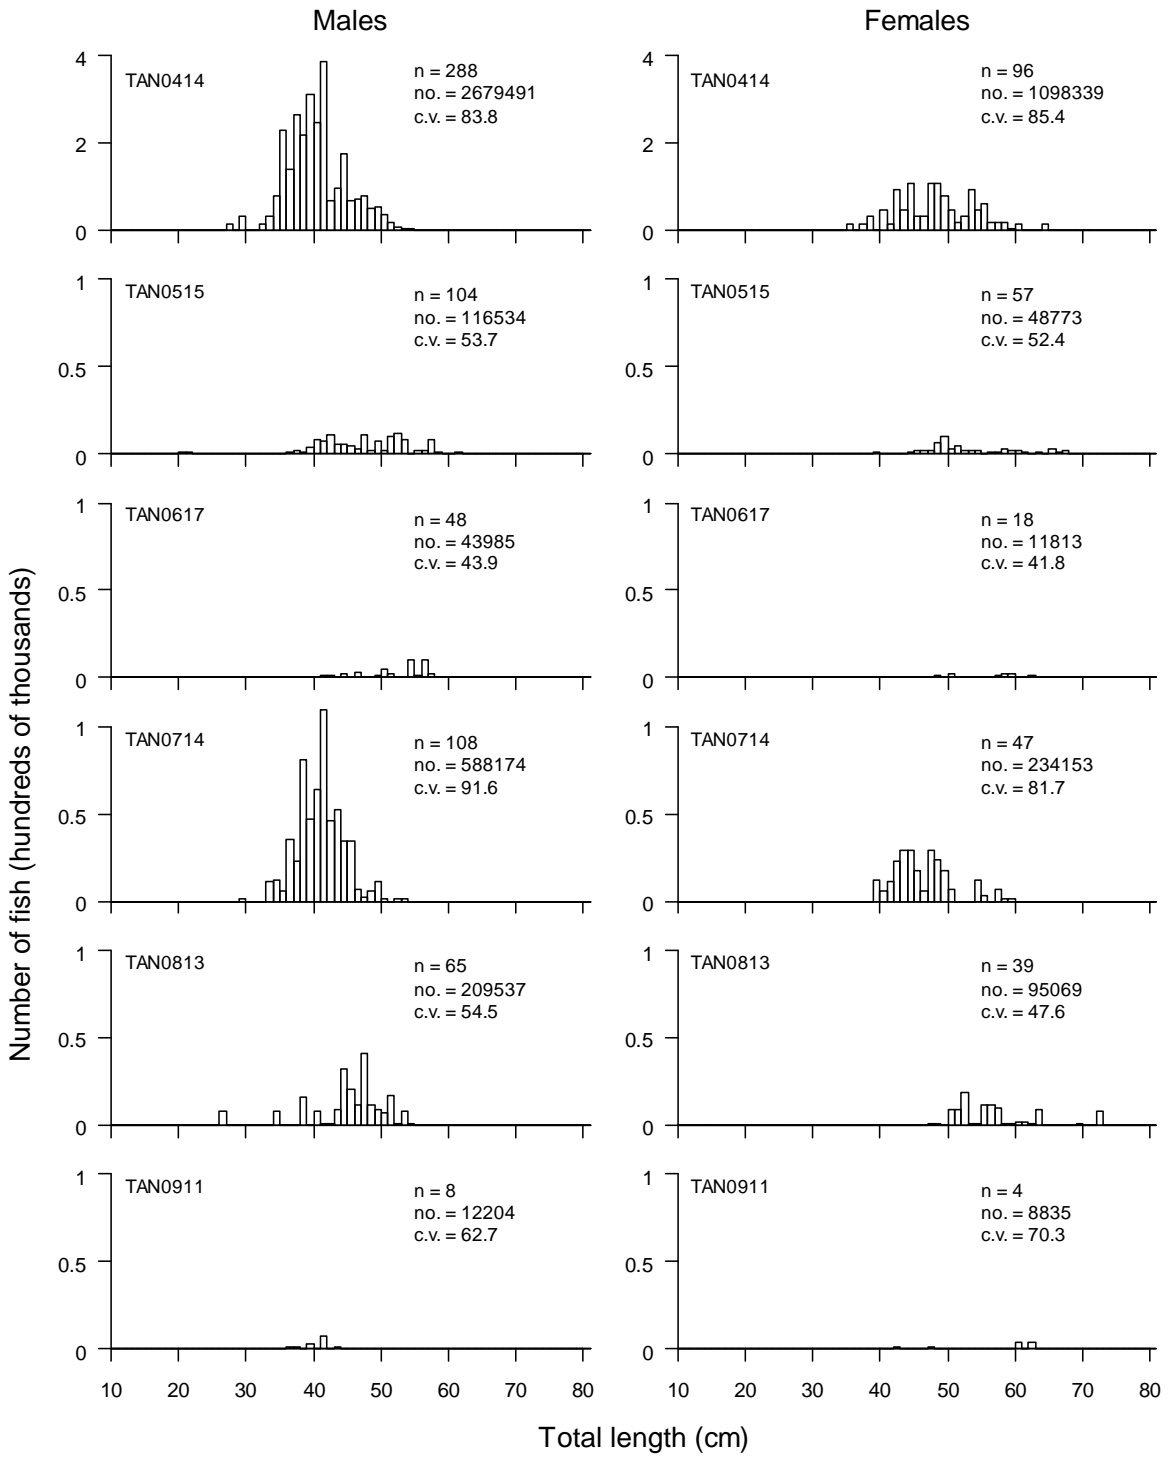 Males
Females
Number of fish (hundreds of thousands)
4
2
0
TAN0414
n = 288
no. = 2679491
c.v. = 83.8
4
2
0
TAN0414
n = 96
no. = 1098339
c.v. = 85.4
1
0.5
0
TAN0515
n = 104
no. = 116534
c.v. = 53.7
1
0.5
0
TAN0515
n = 57
no. = 48773
c.v. = 52.4
1
0.5
0
TAN0617
n = 48
no. = 43985
c.v. = 43.9
1
0.5
0
TAN0617
n = 18
no. = 11813
c.v. = 41.8
1
0.5
0
TAN0714
n = 108
no. = 588174
c.v. = 91.6
1
0.5
0
TAN0714
n = 47
no. = 234153
c.v. = 81.7
1
0.5
0
TAN0813
n = 65
no. = 209537
c.v. = 54.5
1
0.5
0
TAN0813
n = 39
no. = 95069
c.v. = 47.6
1
0.5
0
TAN0911
n = 8
no. = 12204
c.v. = 62.7
1
0.5
0
TAN0911
n = 4
no. = 8835
c.v. = 70.3
10 20 30 40 50 60 70 80
10 20 30 40 50 60 70 80
Total length (cm)